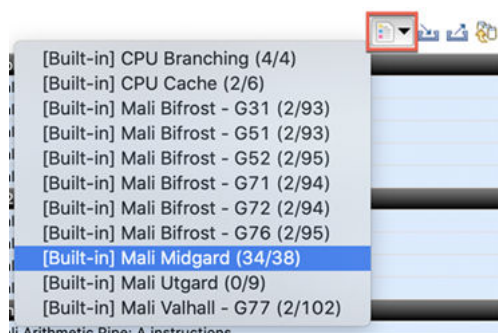 [Built-in] CPU Branching (4/4)
[Built-in] CPU Cache (2/6)
[Built-in] Mali Bifrost - G31 (2/93)
[Built-in] Mali Bifrost - G51 (2/93)
[Built-in] Mali Bifrost - G52 (2/95)
[Built-in] Mali Bifrost - G71 (2/94)
[Built-in] Mali Bifrost - G72 (2/94)
[Built-in] Mali Bifrost - G76 (2/95)
[Built-in] Mali Midgard (34/38)
[Built-in] Mali Utgard (0/9)
[Built-in] Mali Valhall - G77 (2/102)
Arithmetic Pipe: A instructions